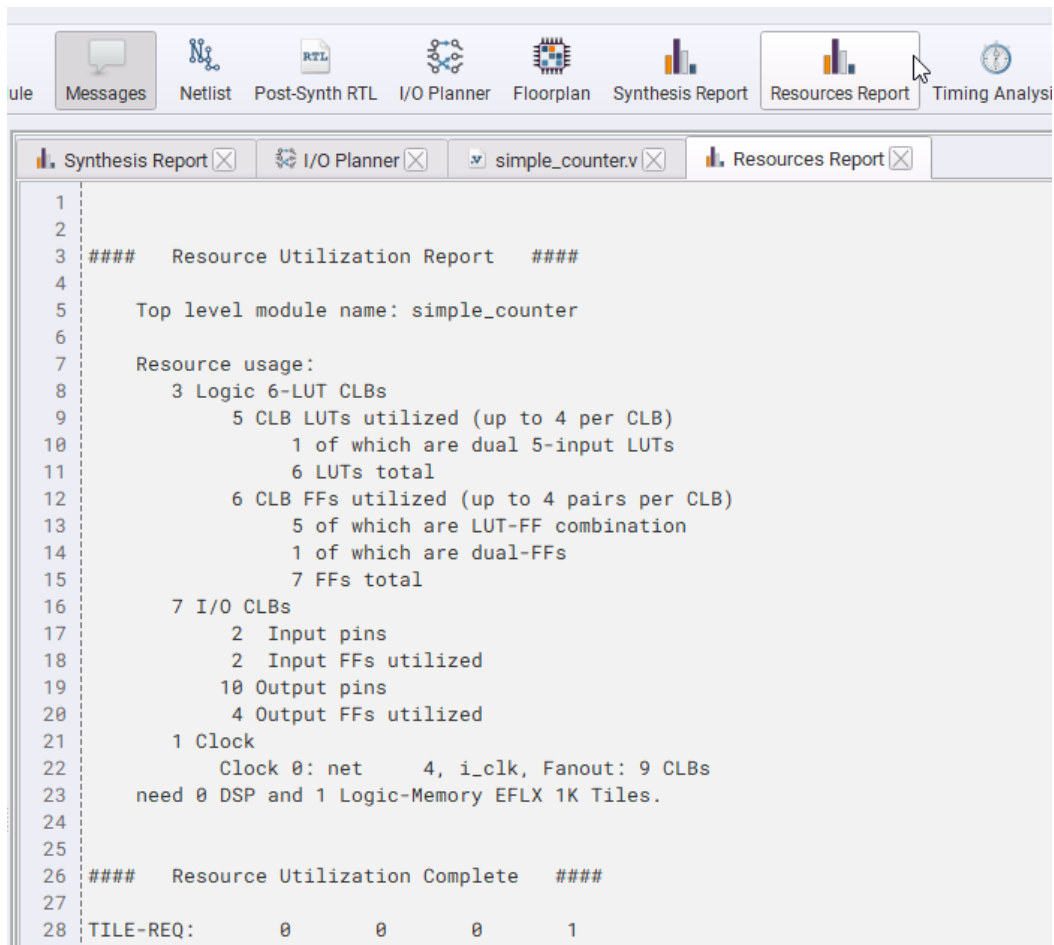 ule Messages Netlist Post-Synth RTL I/O Planner Floorplan Synthesis Report Resources Report Timing Analysi
RTL
Synthesis Report I/O Planner simple_counter.v Resources Report
1
2
3 #### Resource Utilization Report ####
4
5 Top level module name: simple_counter
6
7 Resource usage:
8 3 Logic 6-LUT CLBs
9 5 CLB LUTs utilized (up to 4 per CLB)
10 1 of which are dual 5-input LUTs
11 6 LUTs total
12 6 CLB FFs utilized (up to 4 pairs per CLB)
13 5 of which are LUT-FF combination
14 1 of which are dual-FFs
15 7 FFs total
16 7 I/O CLBs
17 2 Input pins
18 2 Input FFs utilized
19 10 Output pins
20 4 Output FFs utilized
21 1 Clock
22 Clock 0: net 4, i_clk, Fanout: 9 CLBs
23 need 0 DSP and 1 Logic-Memory EFLX 1K Tiles.
24
25
26 #### Resource Utilization Complete ####
27
28 TILE-REQ: 0 0 0 1